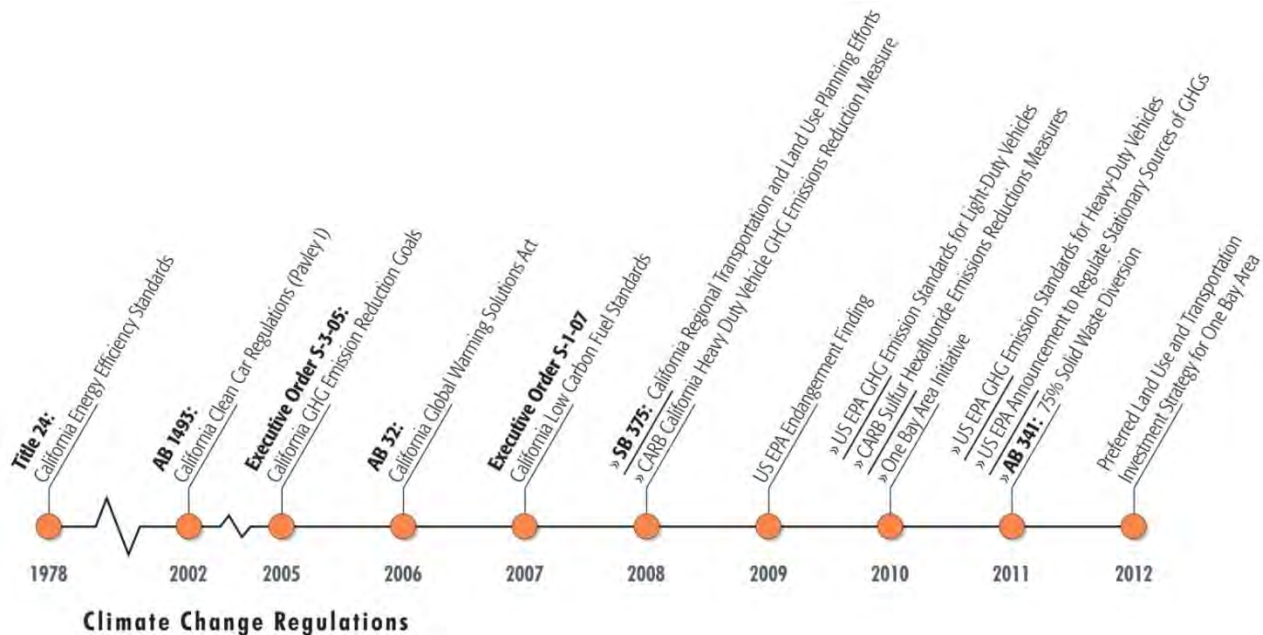 Title 24:
California Energy Efficiency Standards
AB 1493:
California Clean Car Regulations (Pavley I)
Executive Order S-3-05:
California GHG Emission Reduction Goals
AB 32:
California Global Warming Solutions Act
Executive Order S-1-07
California Low Carbon Fuel Standards
» SB 375: California Regional Transportation and Land Use Planning Efforts
» CARB California Heavy Duty Vehicle GHG Emissions Reduction Measure
US EPA Endangerment Finding
» US EPA GHG Emission Standards for Light-Duty Vehicles
» CARB Sulfur Hexafluoride Emissions Reductions Measures
» One Bay Area Initiative
» US EPA GHG Emission Standards for Heavy-Duty Vehicles
» US EPA Announcement to Regulate Stationary Sources of GHGs
» AB 341: 75% Solid Waste Diversion
Preferred Land Use and Transportation
Investment Strategy for One Bay Area
1978 2002 2005 2006 2007 2008 2009 2010 2011 2012
Climate Change Regulations